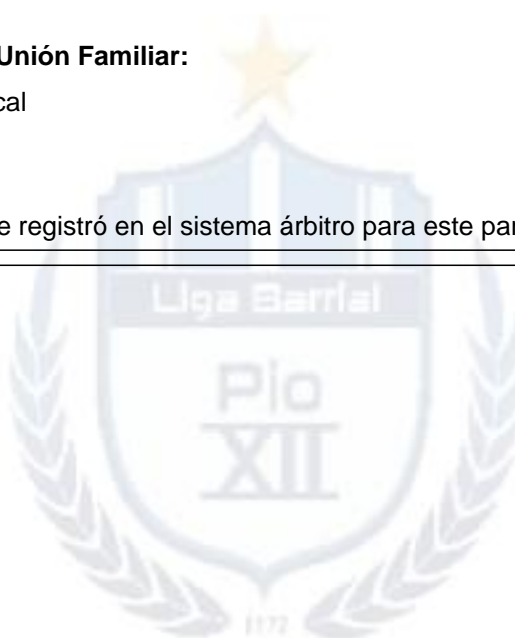 Unión Familiar:
cal
e registró en el sistema árbitro para este par
Liga Barrial
Pio
XII